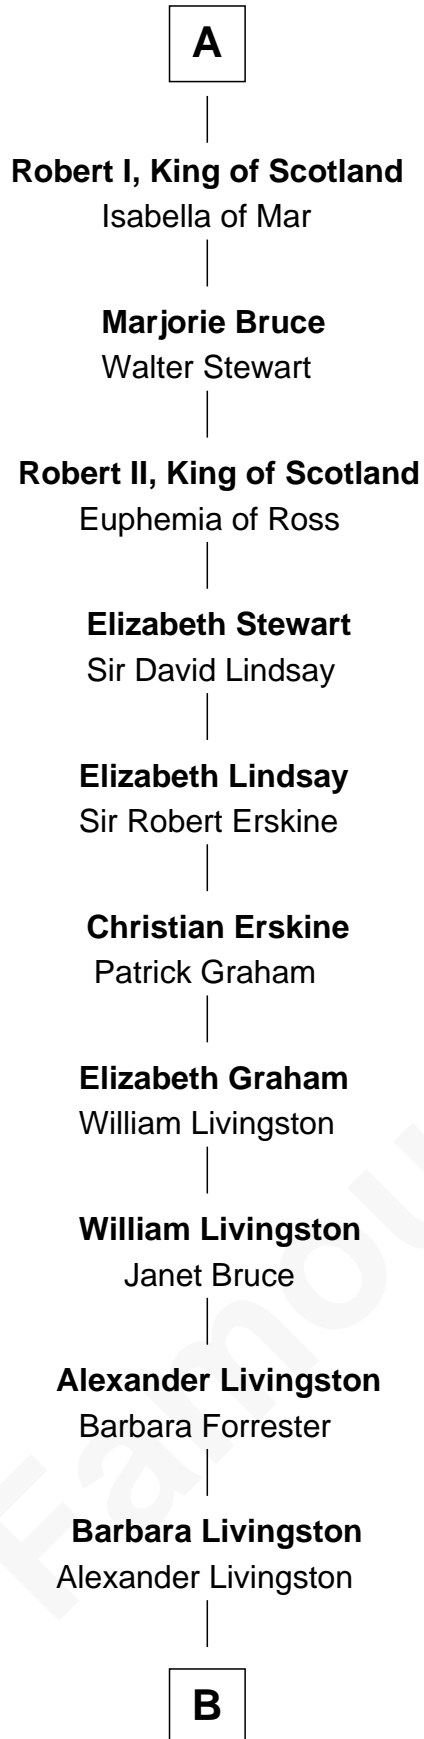 A
Robert I, King of Scotland
Isabella of Mar
Marjorie Bruce
Walter Stewart
Robert II, King of Scotland
Euphemia of Ross
Elizabeth Stewart
Sir David Lindsay
Elizabeth Lindsay
Sir Robert Erskine
Christian Erskine
Patrick Graham
Elizabeth Graham
William Livingston
William Livingston
Janet Bruce
Alexander Livingston
Barbara Forrester
Barbara Livingston
Alexander Livingston
B
Famou